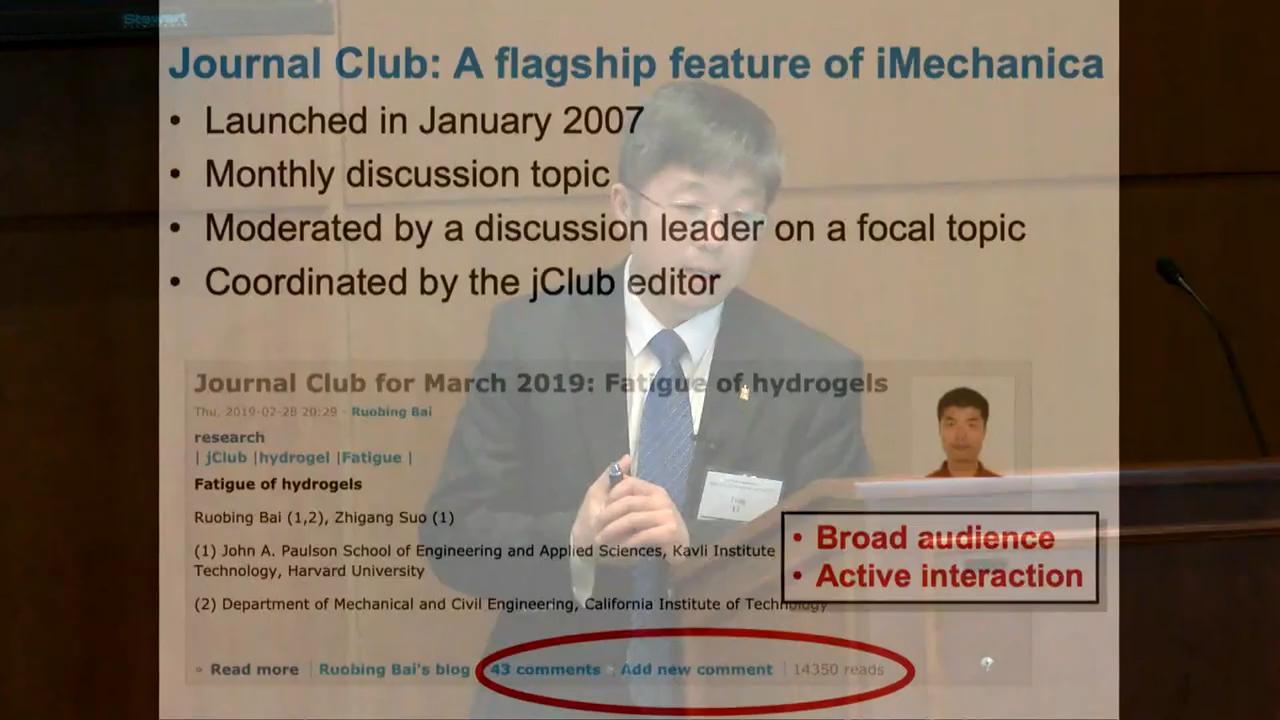 Stewart
Journal Club: A flagship feature of iMechanica
• Launched in January 2007
• Monthly discussion topic
• Moderated by a discussion leader on a focal topic
• Coordinated by the jClub editor
Journal Club for March 2019: Fatigue of hydrogels
Thu, 2019-02-28 20:29 - Ruobing Bai
research
| jClub |hydrogel |Fatigue |
Fatigue of hydrogels
Ruobing Bai (1,2), Zhigang Suo (1)
(1) John A. Paulson School of Engineering and Applied Sciences, Kavli Institute
Technology, Harvard University
(2) Department of Mechanical and Civil Engineering, California Institute of Technology
• Broad audience
• Active interaction
» Read more | Ruobing Bai's blog 43 comments » Add new comment | 14350 reads